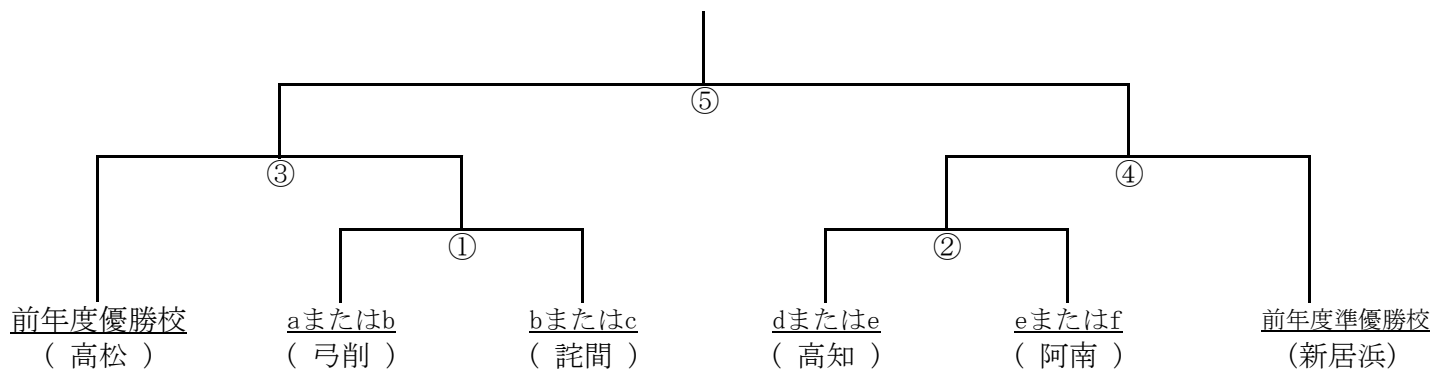 ⑤
③ ④
① ②
前年度優勝校 aまたはb bまたはc dまたはe eまたはf 前年度準優勝校
( 高松 ) ( 弓削 ) ( 詫間 ) ( 高知 ) ( 阿南 ) (新居浜)